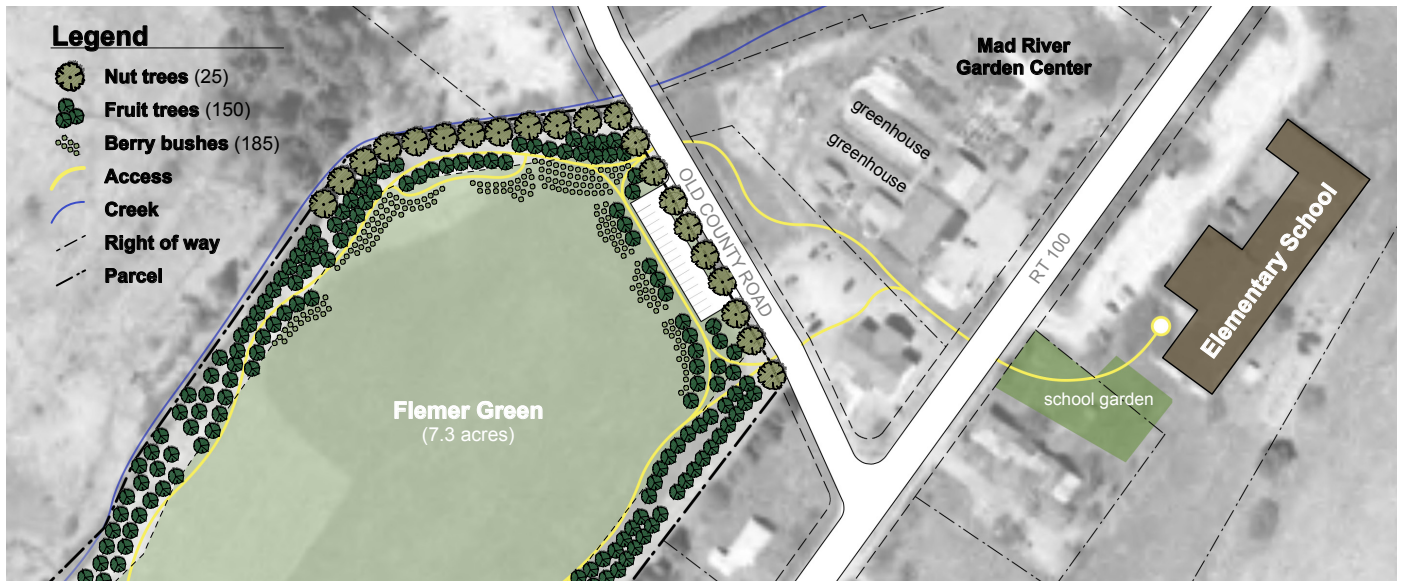 Legend
Nut trees (25)
Fruit trees (150)
Berry bushes (185)
Access
Creek
Right of way
Parcel
Mad River
Garden Center
greenhouse
greenhouse
OLD COUNTY ROAD
RT 100
Elementary School
school garden
Flemer Green
(7.3 acres)